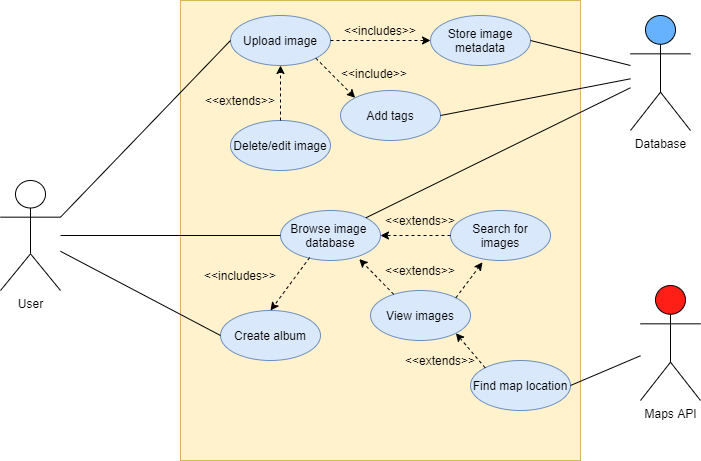 Upload image
<<includes>>
Store image
metadata
<<include>>
<<extends>>
Add tags
Delete/edit image
Database
User
Browse image
database
<<extends>>
Search for
images
<<includes>>
<<extends>>
View images
Create album
<<extends>>
Find map location
Maps API